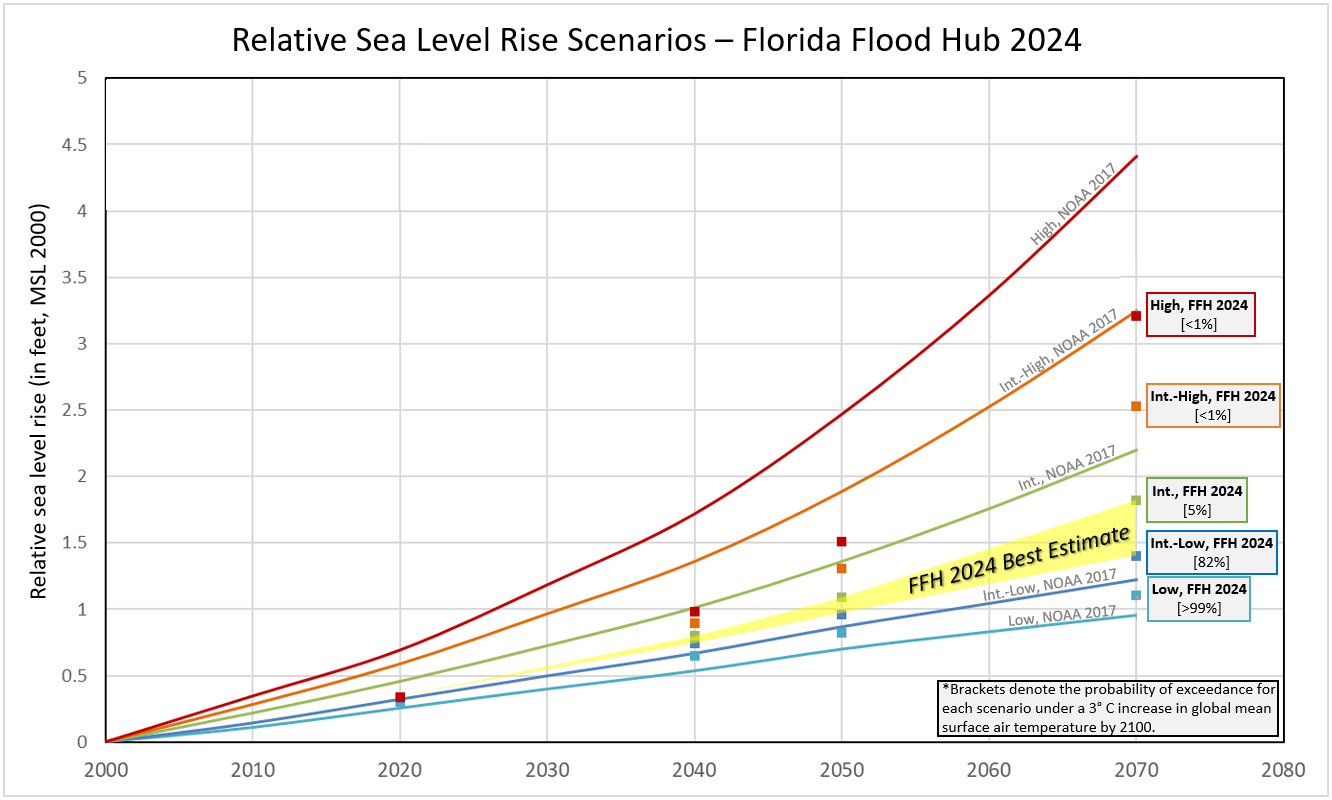 Relative Sea Level Rise Scenarios – Florida Flood Hub 2024
Relative sea level rise (in feet, MSL 2000)
5
4.5
4
3.5
3
2.5
2
1.5
1
0.5
0
2000
2010
2020
2030
2040
2050
2060
2070
2080
High, NOAA 2017
Int.-High, NOAA 2017
Int., NOAA 2017
FFH 2024 Best Estimate
Int.-Low, NOAA 2017
Low, NOAA 2017
High, FFH 2024
[<1%]
Int.-High, FFH 2024
[<1%]
Int., FFH 2024
[5%]
Int.-Low, FFH 2024
[82%]
Low, FFH 2024
[>99%]
*Brackets denote the probability of exceedance for
each scenario under a 3° C increase in global mean
surface air temperature by 2100.